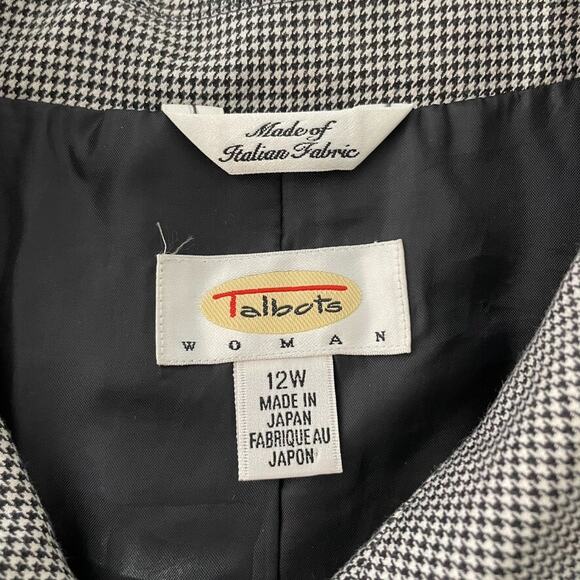 Made of
Italian Fabric
Talbots
WOMAN
12W
MADE IN
JAPAN
FABRIQUE AU
JAPON